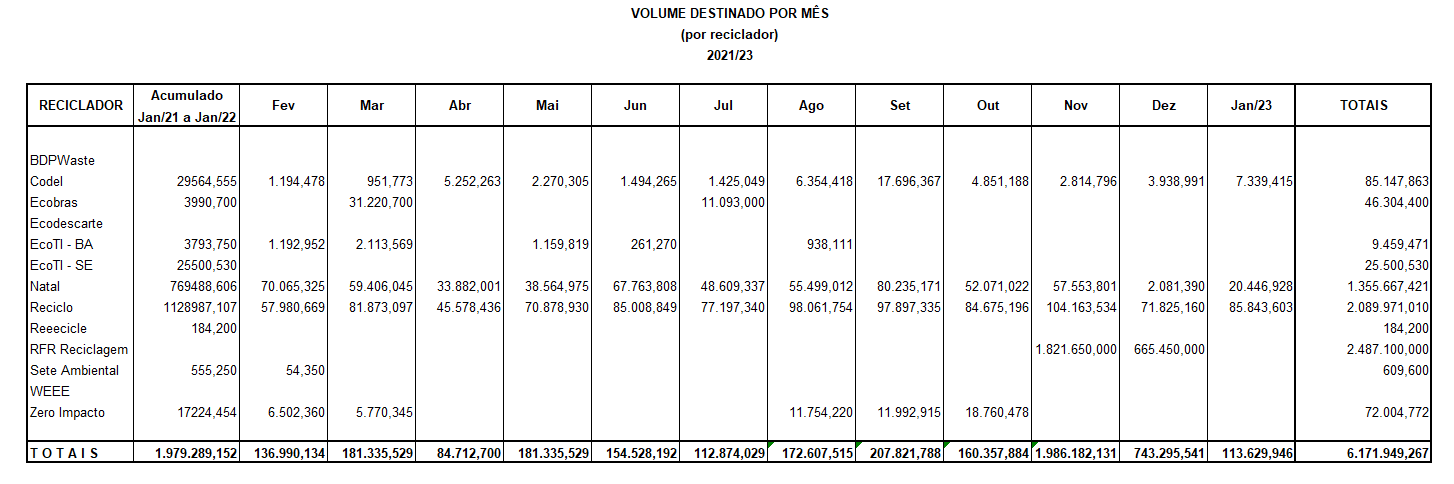 VOLUME DESTINADO POR MÊS
(por reciclador)
2021/23
RECICLADOR Acumulado Jan/21 a Jan/22 Fev Mar Abr Mai Jun Jul Ago Set Out Nov Dez Jan/23 TOTAIS
BDPWaste
Codel 29564,555 1.194,478 951,773 5.252,263 2.270,305 1.494,265 1.425,049 6.354,418 17.696,367 4.851,188 2.814,796 3.938,991 7.339,415 85.147,863
Ecobras 3990,700 31.220,700 11.093,000 46.304,400
Ecodescarte
EcoTI - BA 3793,750 1.192,952 2.113,569 1.159,819 261,270 938,111 9.459,471
EcoTI - SE 25500,530 25.500,530
Natal 769488,606 70.065,325 59.406,045 33.882,001 38.564,975 67.763,808 48.609,337 55.499,012 80.235,171 52.071,022 57.553,801 2.081,390 20.446,928 1.355.667,421
Reciclo 1128987,107 57.980,669 81.873,097 45.578,436 70.878,930 85.008,849 77.197,340 98.061,754 97.897,335 84.675,196 104.163,534 71.825,160 85.843,603 2.089.971,010
Reeecicle 184,200 184,200
RFR Reciclagem 1.821.650,000 665.450,000 2.487.100,000
Sete Ambiental 555,250 54,350 609,600
WEEE
Zero Impacto 17224,454 6.502,360 5.770,345 11.754,220 11.992,915 18.760,478 72.004,772
T O T A I S 1.979.289,152 136.990,134 181.335,529 84.712,700 181.335,529 154.528,192 112.874,029 172.607,515 207.821,788 160.357,884 1.986.182,131 743.295,541 113.629,946 6.171.949,267